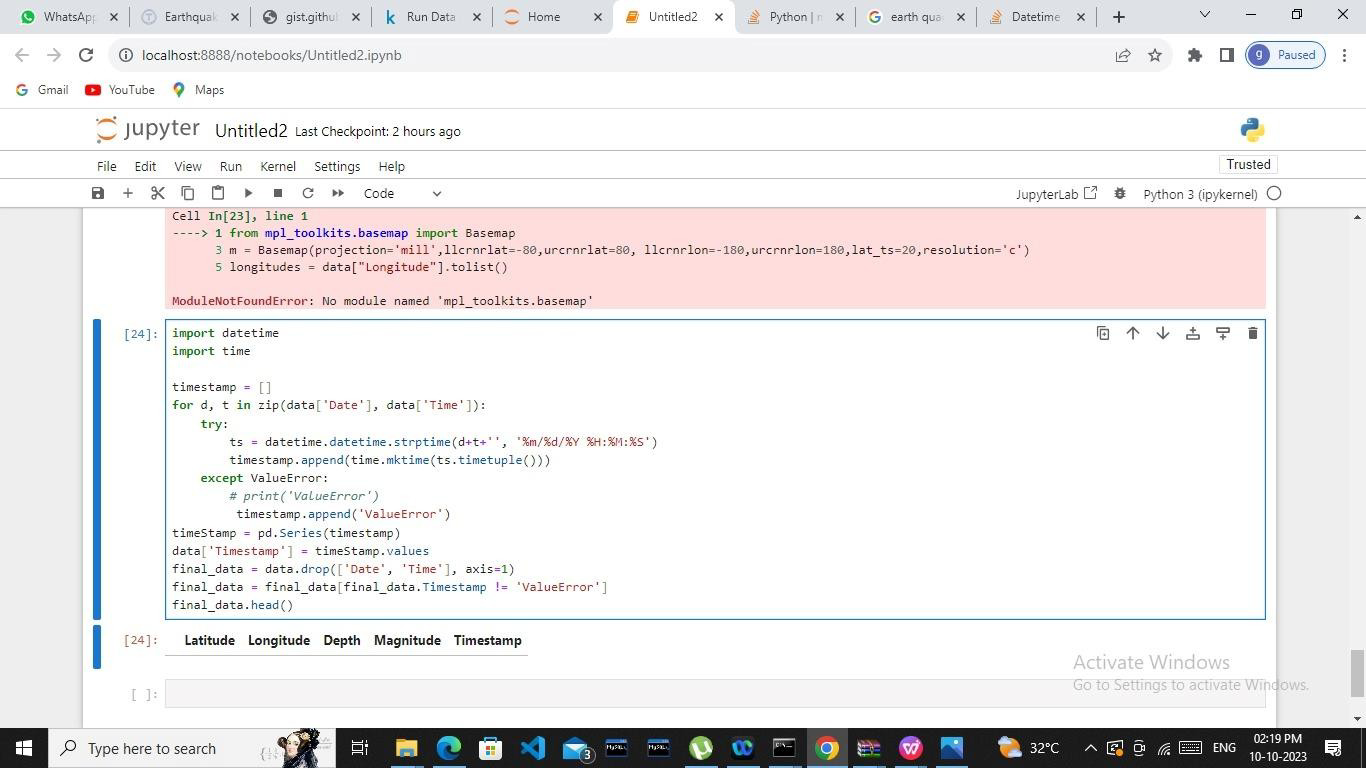 WhatsApp
Earthquak
gist.githu
Run Data
Home
Untitled2
Python | n
earth qua
Datetime
localhost:8888/notebooks/Untitled2.ipynb
g Paused
Gmail YouTube Maps
jupyter Untitled2 Last Checkpoint: 2 hours ago
File Edit View Run Kernel Settings Help
Trusted
Code
JupyterLab Python 3 (ipykernel)
Cell In[23], line 1
----> 1 from mpl_toolkits.basemap import Basemap
3 m = Basemap(projection='mill',llcrnrlat=-80,urcrnrlat=80, llcrnrlon=-180,urcrnrlon=180,lat_ts=20,resolution='c')
5 longitudes = data["Longitude"].tolist()
ModuleNotFoundError: No module named 'mpl_toolkits.basemap'
[24]:
import datetime
import time
timestamp = []
for d, t in zip(data['Date'], data['Time']):
try:
ts = datetime.datetime.strptime(d+t+'', '%m/%d/%Y %H:%M:%S')
timestamp.append(time.mktime(ts.timetuple()))
except ValueError:
# print('ValueError')
timestamp.append('ValueError')
timeStamp = pd.Series(timestamp)
data['Timestamp'] = timeStamp.values
final_data = data.drop(['Date', 'Time'], axis=1)
final_data = final_data[final_data.Timestamp != 'ValueError']
final_data.head()
[24]: Latitude Longitude Depth Magnitude Timestamp
[ ]:
Activate Windows
Go to Settings to activate Windows.
Type here to search
3
32°C
ENG
02:19 PM
10-10-2023